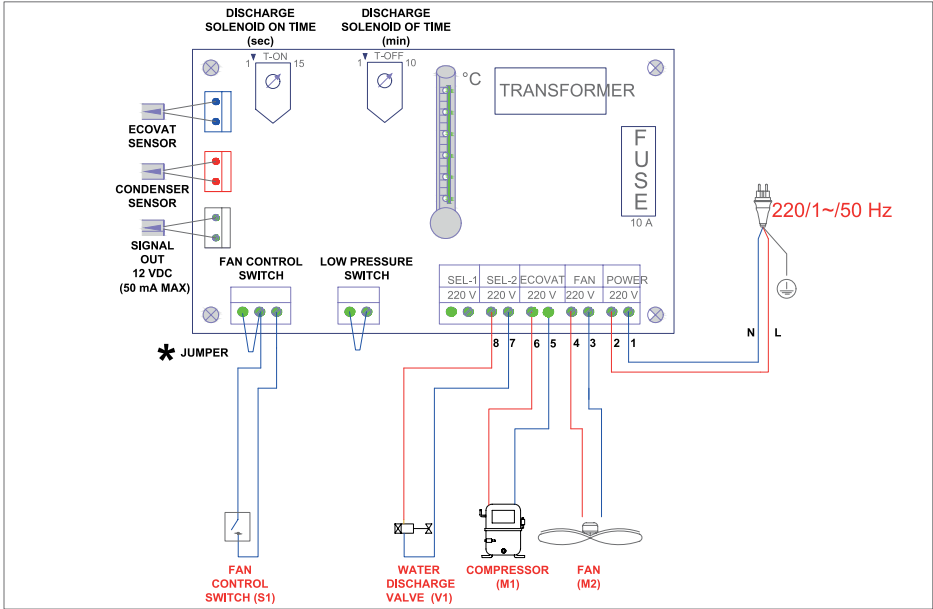 DISCHARGE
SOLENOID ON TIME
(sec)
DISCHARGE
SOLENOID OF TIME
(min)
T-ON
1 15
T-OFF
1 10
°C
TRANSFORMER
FUSE
10 A
ECOVAT
SENSOR
CONDENSER
SENSOR
SIGNAL
OUT
12 VDC
(50 mA MAX)
FAN CONTROL
SWITCH
LOW PRESSURE
SWITCH
SEL-1 SEL-2 ECOVAT FAN POWER
220 V 220 V 220 V 220 V 220 V
8 7 6 5 4 3 2 1
* JUMPER
220/1~/50 Hz
N L
FAN
CONTROL
SWITCH (S1)
WATER
DISCHARGE
VALVE (V1)
COMPRESSOR
(M1)
FAN
(M2)